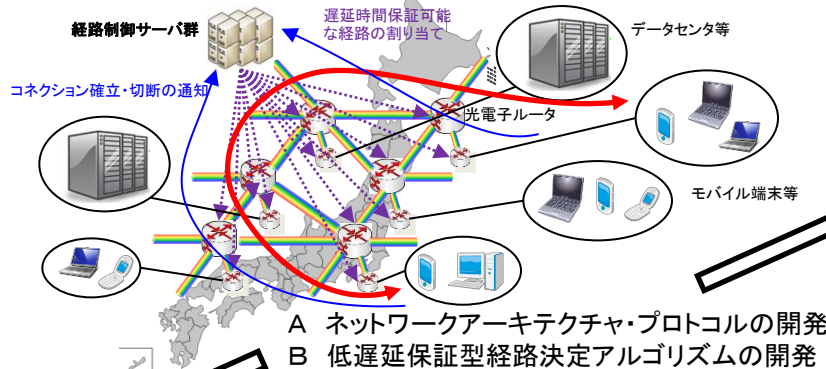 経路制御サーバ群
遅延時間保証可能
な経路の割り当て
データセンタ等
コネクション確立・切断の通知
光電子ルータ
モバイル端末等
A ネットワークアーキテクチャ・プロトコルの開発
B 低遅延保証型経路決定アルゴリズムの開発